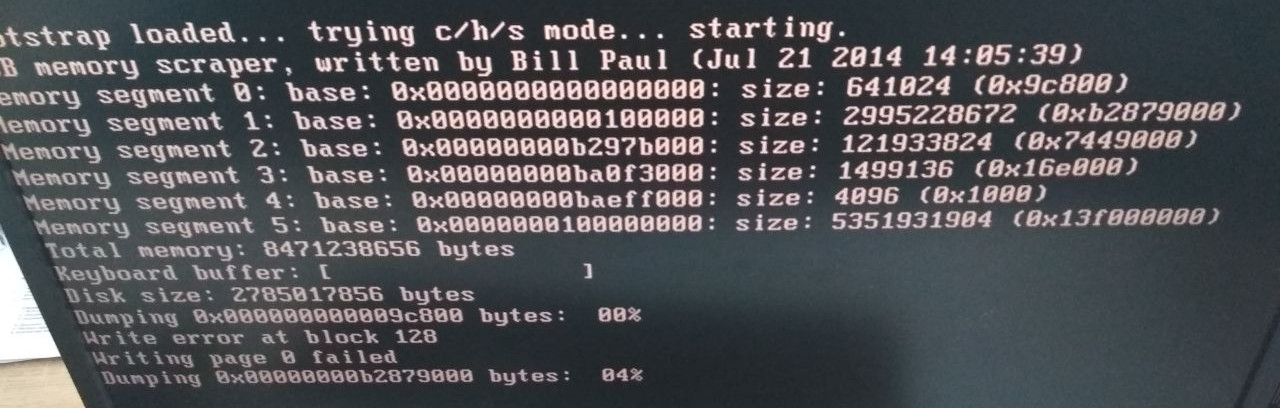 otstrap loaded... trying c/h/s mode... starting.
B memory scraper, written by Bill Paul (Jul 21 2014 14:05:39)
emory segment 0: base: 0x0000000000000000: size: 641024 (0x9c800)
Memory segment 1: base: 0x0000000000100000: size: 2995228672 (0xb2879000)
Memory segment 2: base: 0x00000000b297b000: size: 121933824 (0x7449000)
Memory segment 3: base: 0x00000000ba0f3000: size: 1499136 (0x16e000)
Memory segment 4: base: 0x00000000baeff000: size: 4096 (0x1000)
Memory segment 5: base: 0x0000000100000000: size: 5351931904 (0x13f000000)
Total memory: 8471238656 bytes
Keyboard buffer: [ ]
Disk size: 2785017856 bytes
Dumping 0x000000000009c800 bytes: 00%
Write error at block 128
Writing page 0 failed
Dumping 0x00000000b2879000 bytes: 04%